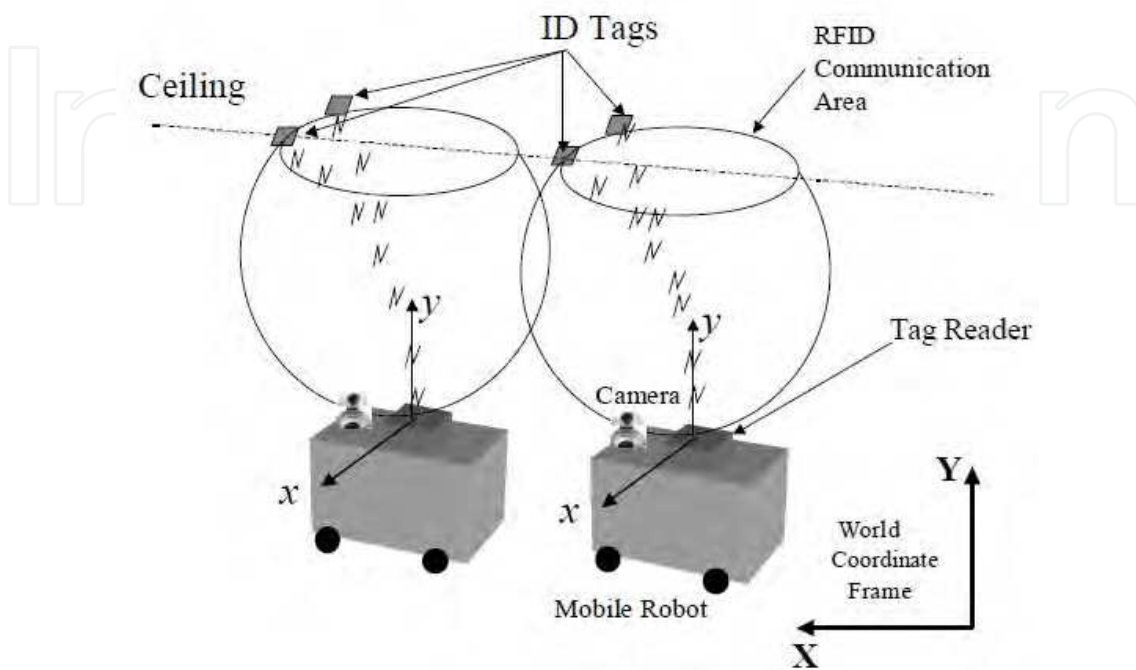 ID Tags
RFID
Communication
Area
Ceiling
y
y
Tag Reader
Camera
x
x
Y
World
Coordinate
Frame
Mobile Robot
X